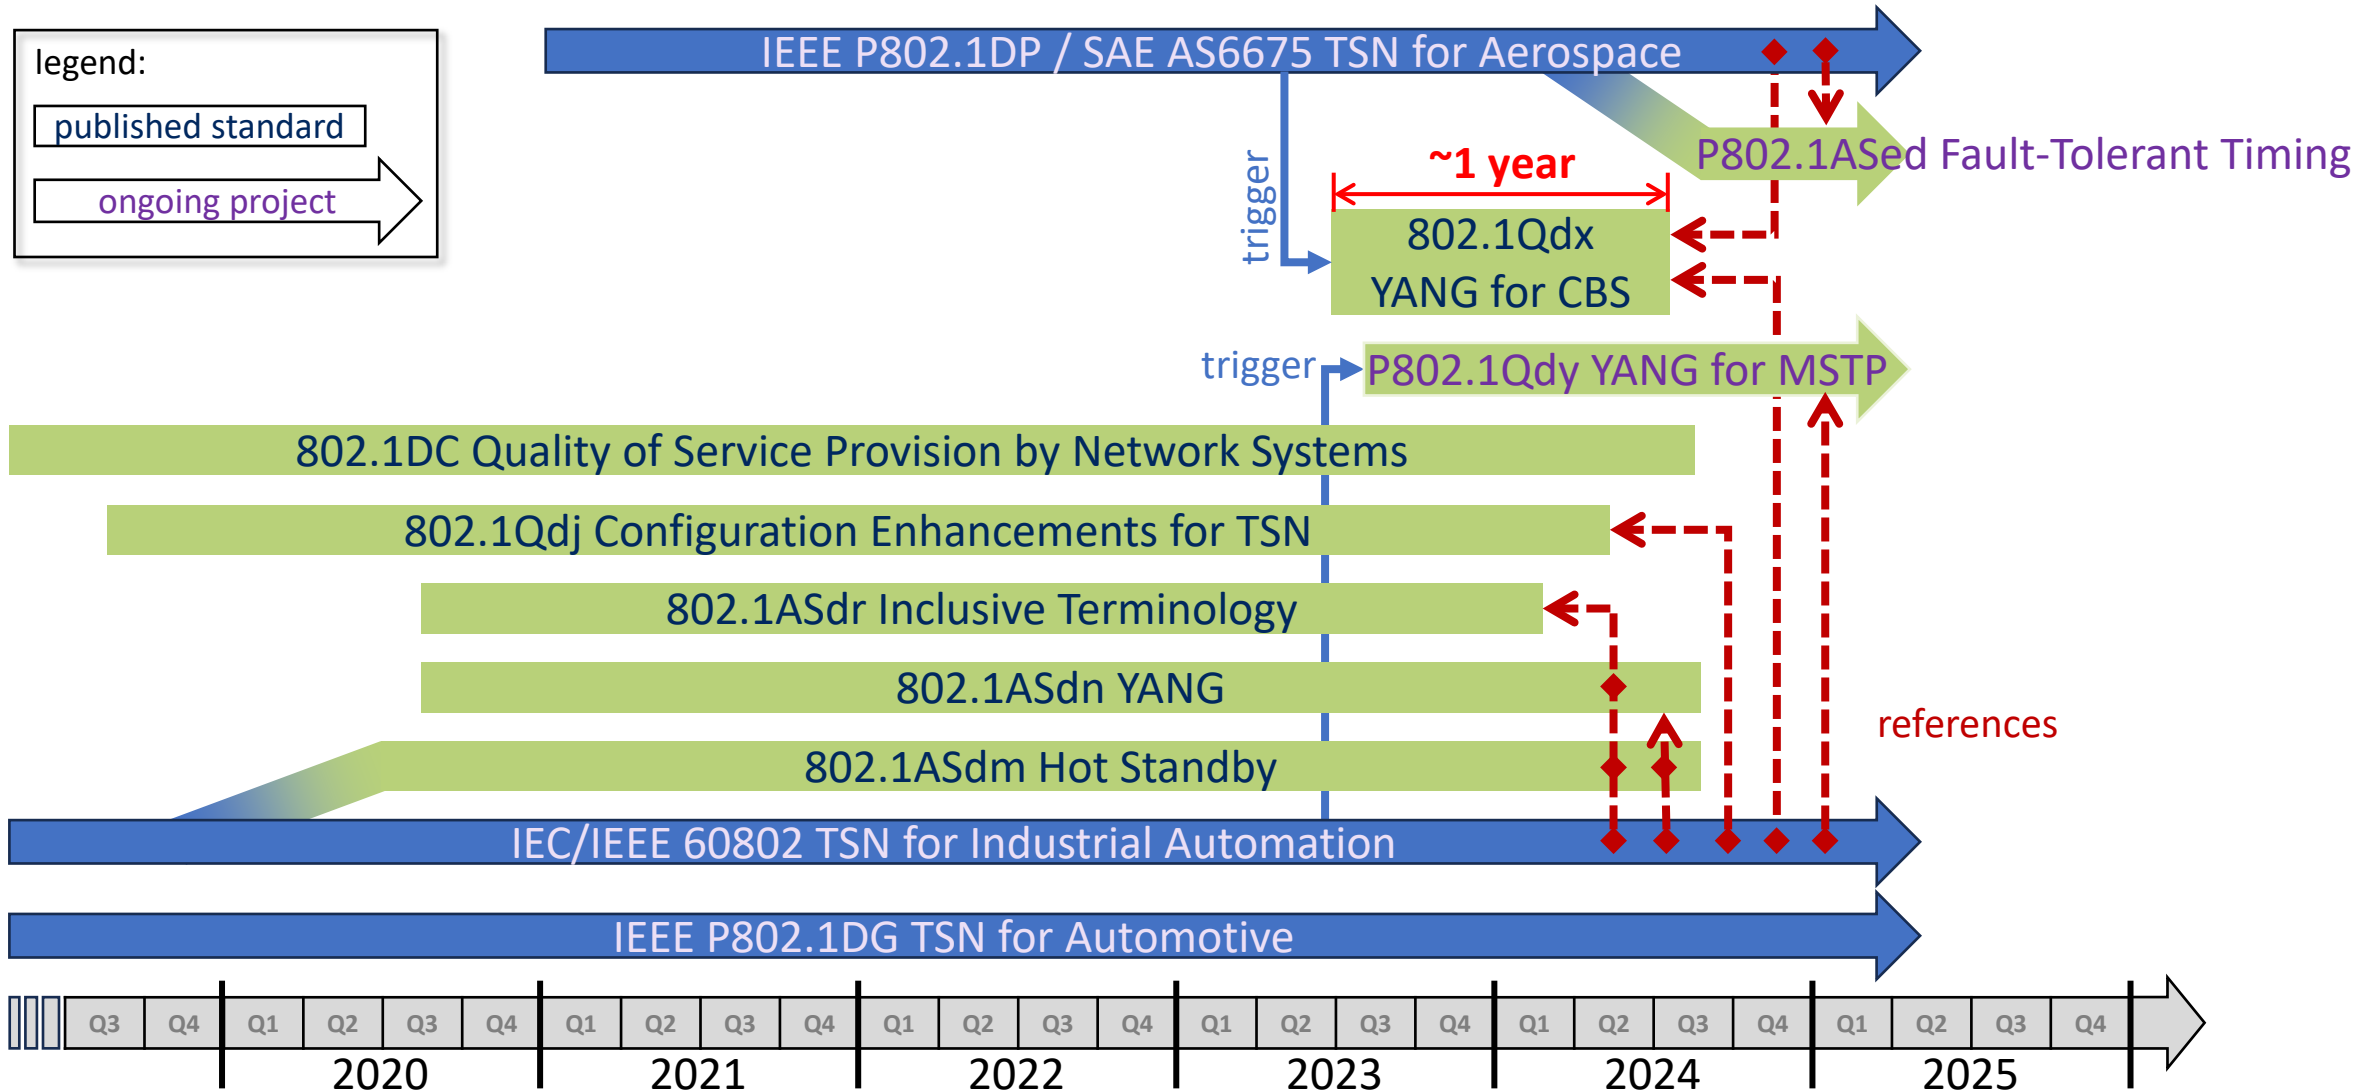 legend:
published standard
ongoing project
IEEE P802.1DP / SAE AS6675 TSN for Aerospace
P802.1ASed Fault-Tolerant Timing
~1 year
trigger
802.1Qdx
YANG for CBS
trigger
P802.1Qdy YANG for MSTP
802.1DC Quality of Service Provision by Network Systems
802.1Qdj Configuration Enhancements for TSN
802.1ASdr Inclusive Terminology
802.1ASdn YANG
references
802.1ASdm Hot Standby
IEC/IEEE 60802 TSN for Industrial Automation
IEEE P802.1DG TSN for Automotive
Q3 Q4 Q1 Q2 Q3 Q4 Q1 Q2 Q3 Q4 Q1 Q2 Q3 Q4 Q1 Q2 Q3 Q4 Q1 Q2 Q3 Q4 Q1 Q2 Q3 Q4
2020 2021 2022 2023 2024 2025